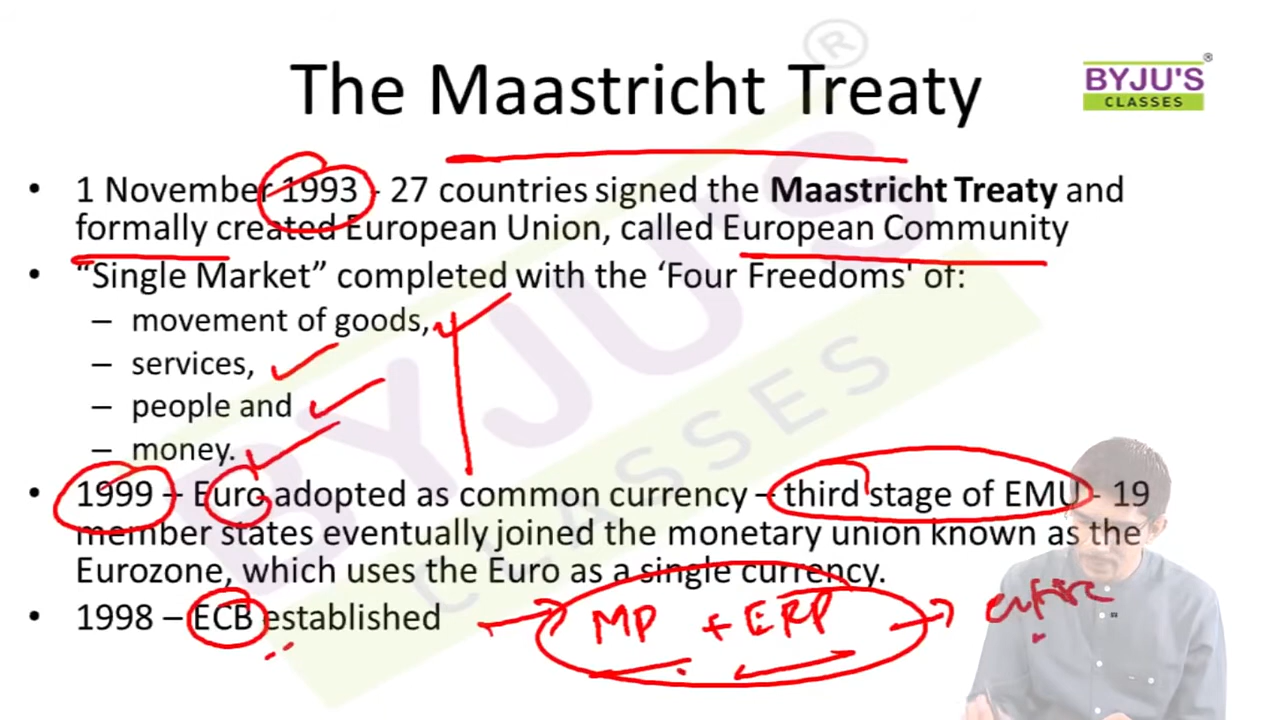 The Maastricht Treaty
BYJU'S
CLASSES
• 1 November 1993 - 27 countries signed the Maastricht Treaty and
formally created European Union, called European Community
• “Single Market” completed with the ‘Four Freedoms' of:
– movement of goods,
– services,
– people and
– money.
• 1999 – Euro adopted as common currency – third stage of EMU - 19
member states eventually joined the monetary union known as the
Eurozone, which uses the Euro as a single currency.
• 1998 – ECB established
MP + ERP
BYJU'S
CLASSES